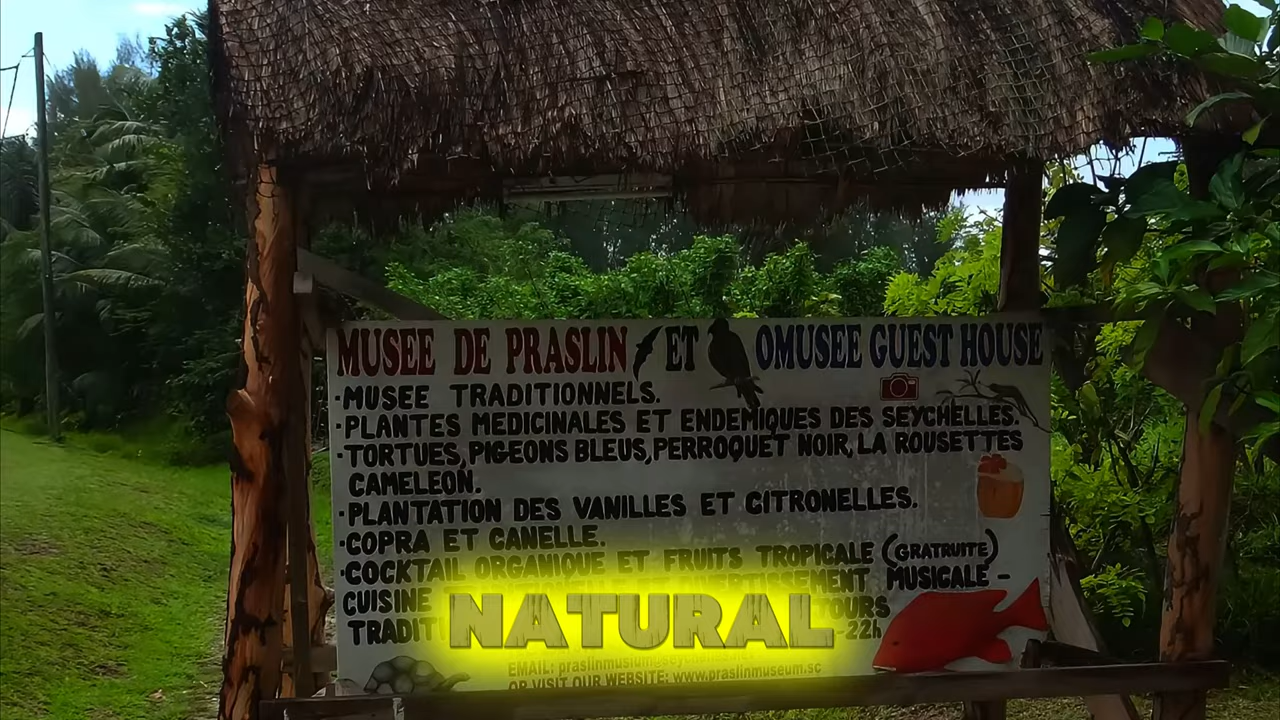 MUSEE DE PRASLIN ET OMUSEE GUEST HOUSE
·MUSEE TRADITIONNELS.
·PLANTES MEDICINALES ET ENDEMIQUES DES SEYCHELLES.
·TORTUES, PIGEONS BLEUS, PERROQUET NOIR, LA ROUSETTES
CAMELEON.
·PLANTATION DES VANILLES ET CITRONELLES.
·COPRA ET CANELLE.
·COCKTAIL ORGANIQUE ET FRUITS TROPICALE (GRATRUITE)
CUISINE ET DIVERTISSEMENT MUSICALE -
TOURS
-22h
NATURAL
EMAIL:
OR VISIT OUR WEBSITE: www.praslinmuseum.sc